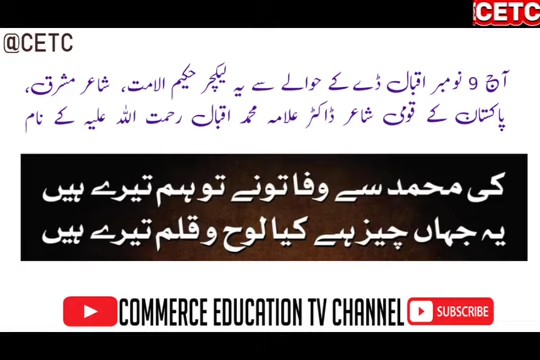 CETC
@CETC
آج 9 نومبر اقبال ڈے کے حوالے سے یہ لیکچر حکیم الامت، شاعر مشرق،
پاکستان کے قومی شاعر ڈاکٹر علامہ محمد اقبال رحمت اللہ علیہ کے نام
کی محمد سے وفا تو نے تو ہم تیرے ہیں
یہ جہاں چیز ہے کیا لوح و قلم تیرے ہیں
COMMERCE EDUCATION TV CHANNEL SUBSCRIBE